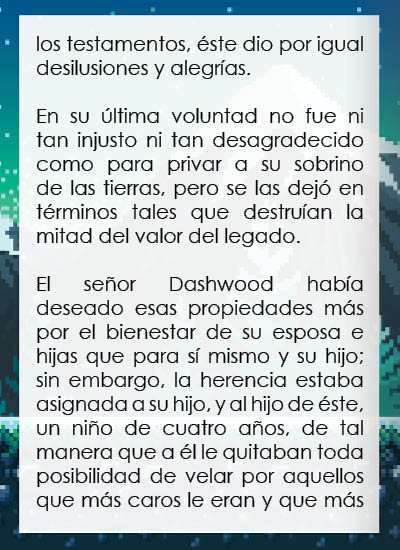 los testamentos, éste dio por igual
desilusiones y alegrías.
En su última voluntad no fue ni
tan injusto ni tan desagradecido
como para privar a su sobrino
de las tierras, pero se las dejó en
términos tales que destruían la
mitad del valor del legado.
El señor Dashwood había
deseado esas propiedades más
por el bienestar de su esposa e
hijas que para sí mismo y su hijo;
sin embargo, la herencia estaba
asignada a su hijo, y al hijo de éste,
un niño de cuatro años, de tal
manera que a él le quitaban toda
posibilidad de velar por aquellos
que más caros le eran y que más